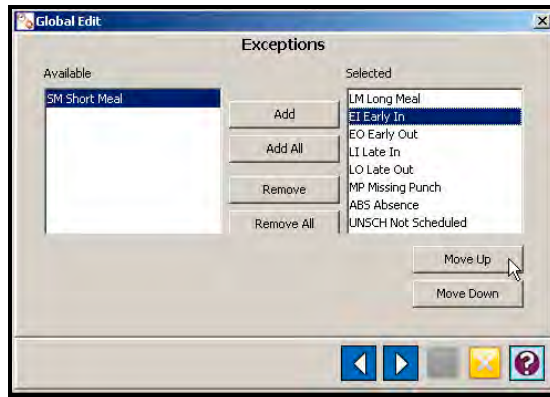 Global Edit
Exceptions
Available
Selected
SM Short Meal
Add
Add All
Remove
Remove All
LM Long Meal
EI Early In
EO Early Out
LI Late In
LO Late Out
MP Missing Punch
ABS Absence
UNSCH Not Scheduled
Move Up
Move Down